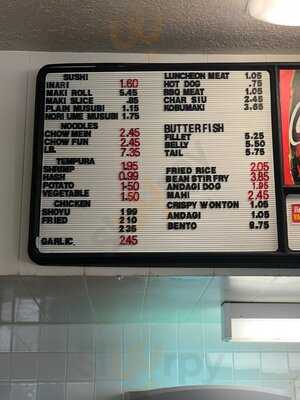 SUSHI
INARI 1.60
MAKI ROLL 5.45
MAKI SLICE .85
PLAIN MUSUBI 1.15
NORI UME MUSUBI 1.75
NOODLES
CHOW MEIN 2.45
CHOW FUN 2.45
LB. 7.35
TEMPURA
SHRIMP 1.95
HASH 0.99
POTATO 1.50
VEGETABLE 1.50
CHICKEN
SHOYU 1 99
FRIED 2 10
2 35
GARLIC 2.45
LUNCHEON MEAT 1.05
HOT DOG .75
BBQ MEAT 1.05
CHAR SIU 2.45
KOBUMAKI 3.65
BUTTERFISH
FILLET 5.25
BELLY 5.50
TAIL 5.75
FRIED RICE 2.05
BEAN STIR FRY 3.85
ANDAGI DOG 1.95
MAHI 2.45
CRISPY WONTON 1.05
ANDAGI 1.05
BENTO 9.75